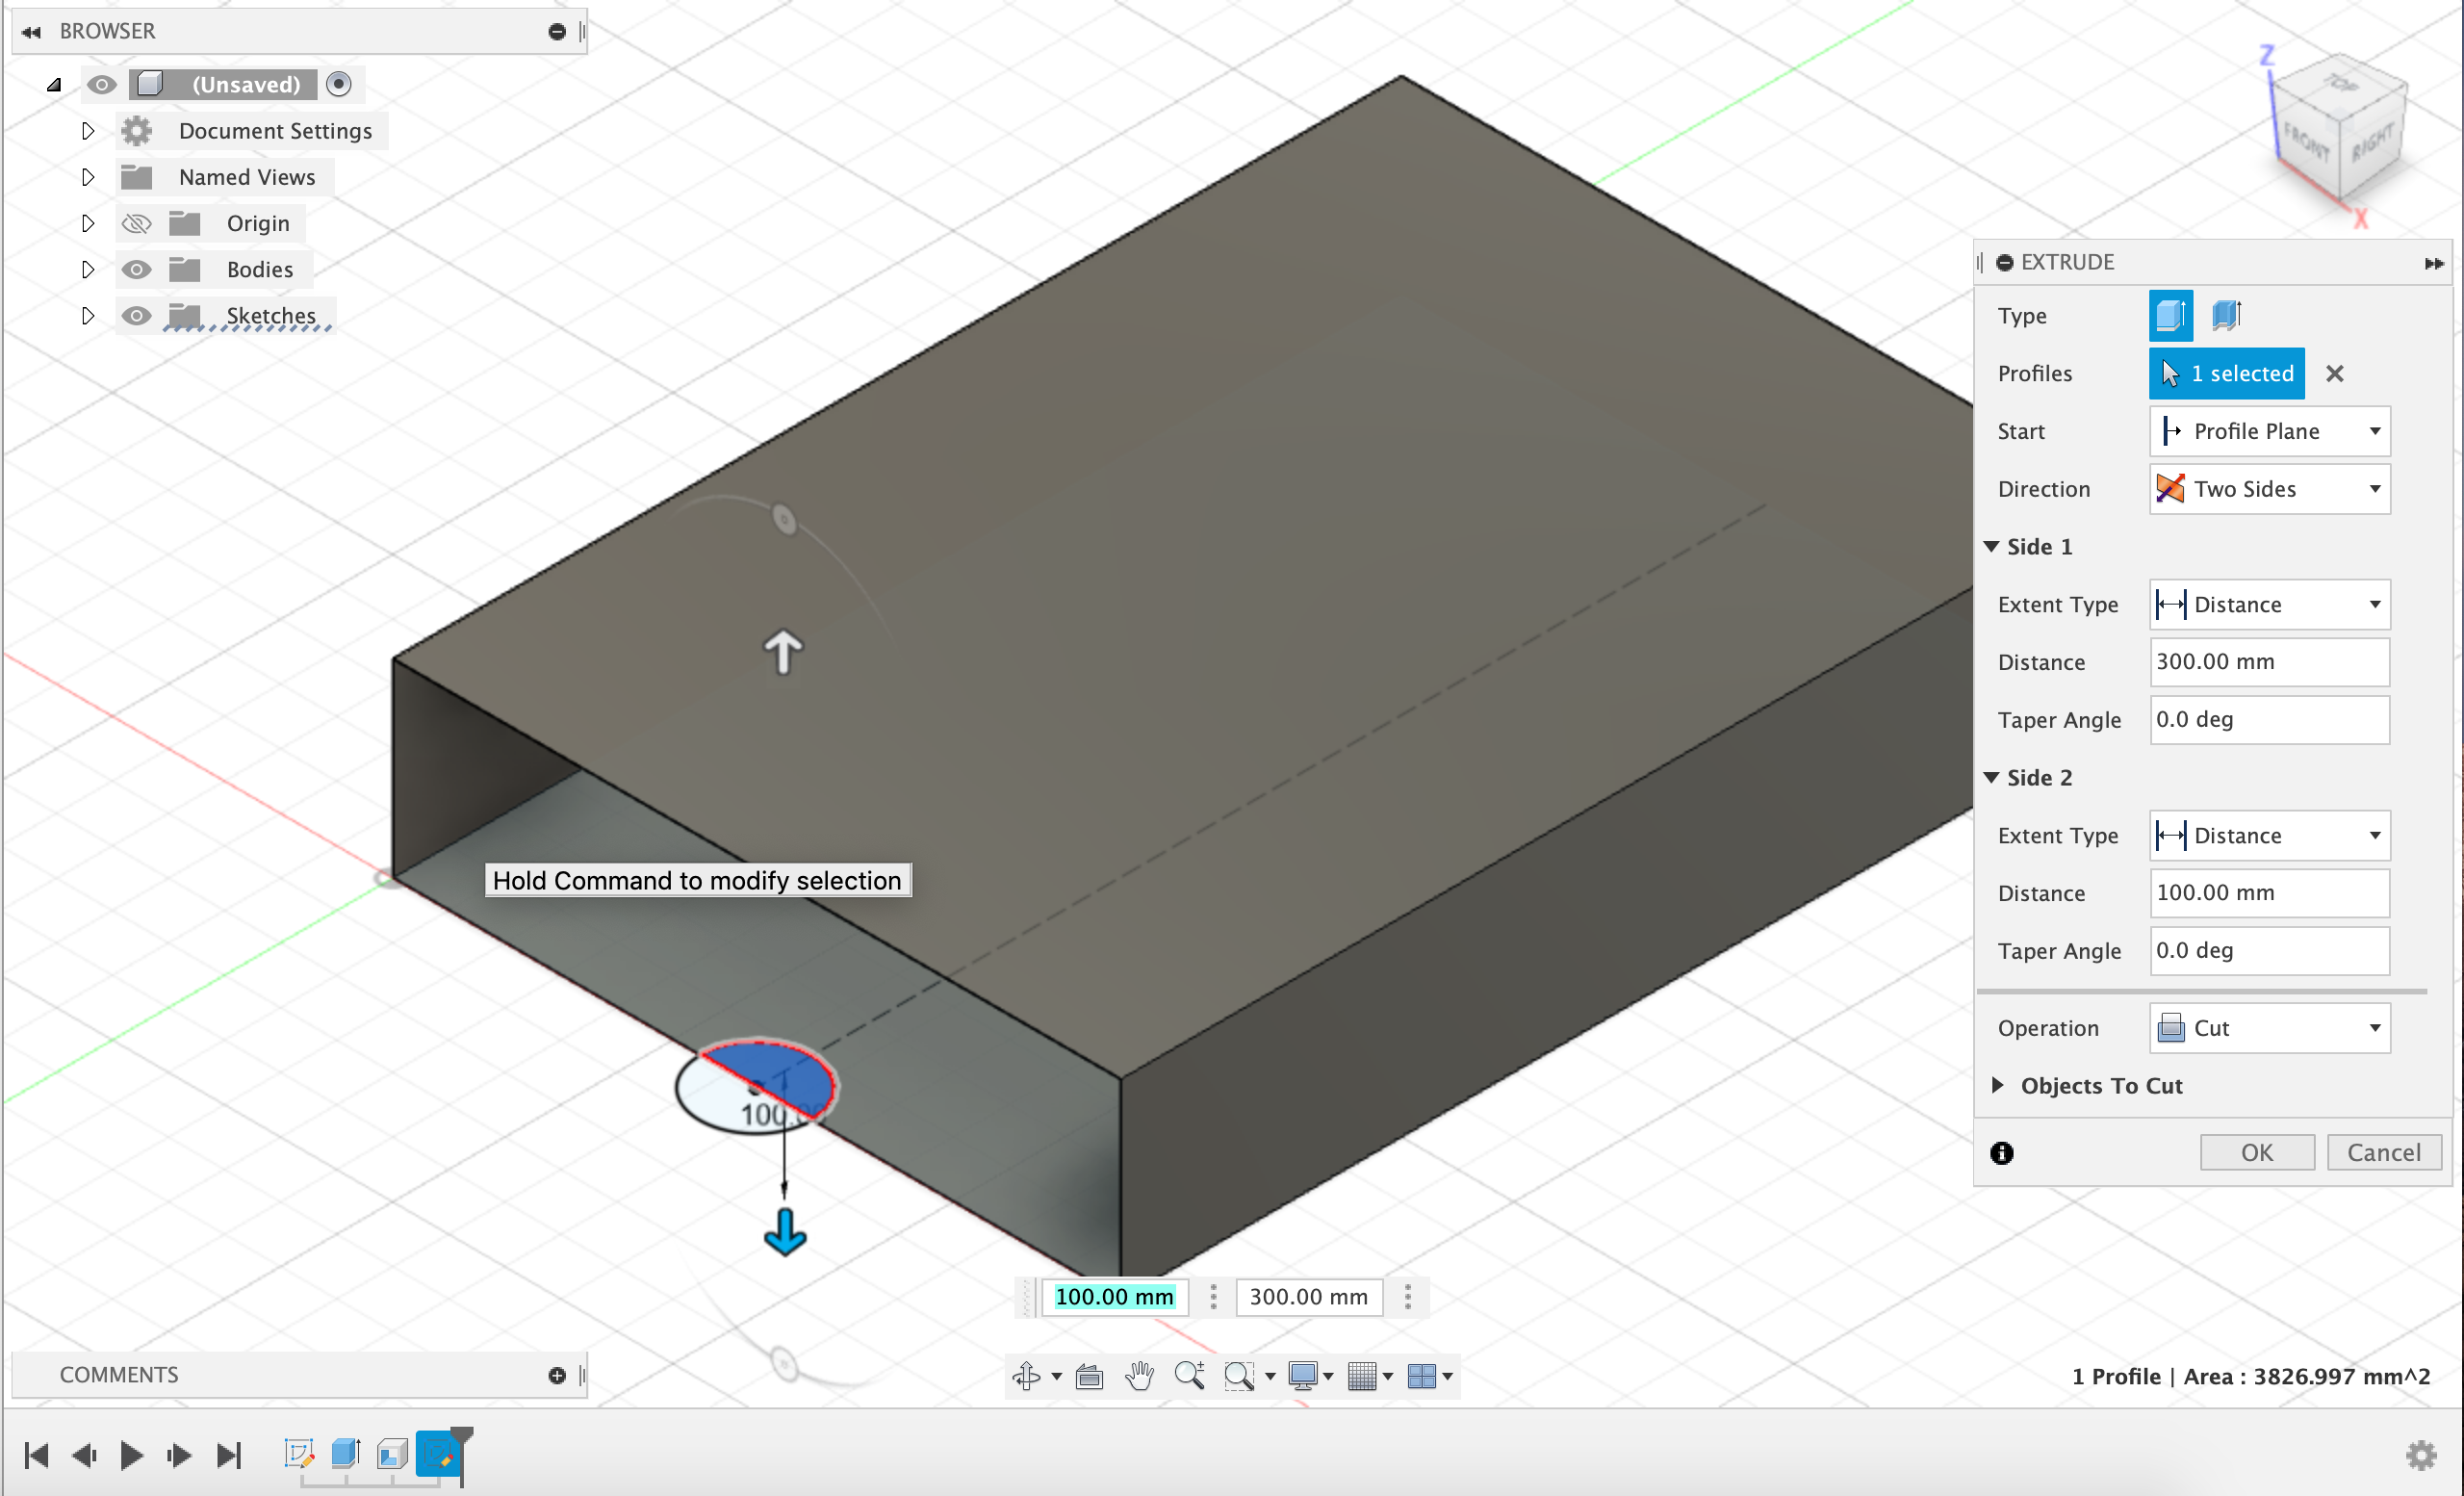 BROWSER
(Unsaved)
Document Settings
Named Views
Origin
Bodies
Sketches
Z
TOP
FRONT
RIGHT
X
EXTRUDE
Type
Profiles
1 selected
Start
Profile Plane
Direction
Two Sides
Side 1
Extent Type
Distance
Distance
300.00 mm
Taper Angle
0.0 deg
Side 2
Extent Type
Distance
Distance
100.00 mm
Taper Angle
0.0 deg
Operation
Cut
Objects To Cut
OK
Cancel
Hold Command to modify selection
100.00
100.00 mm
300.00 mm
COMMENTS
1 Profile | Area : 3826.997 mm^2